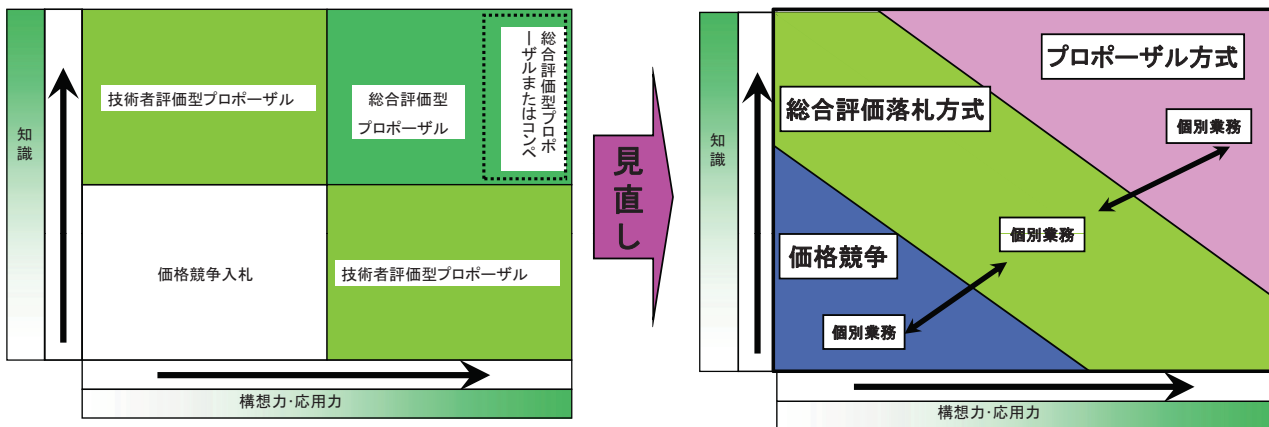 知識
技術者評価型プロポーザル
総合評価型
プロポーザル
総合評価型プロポ
ーザルまたはコンペ
価格競争入札
技術者評価型プロポーザル
構想力・応用力
見直し
知識
プロポーザル方式
総合評価落札方式
個別業務
個別業務
価格競争
個別業務
構想力・応用力